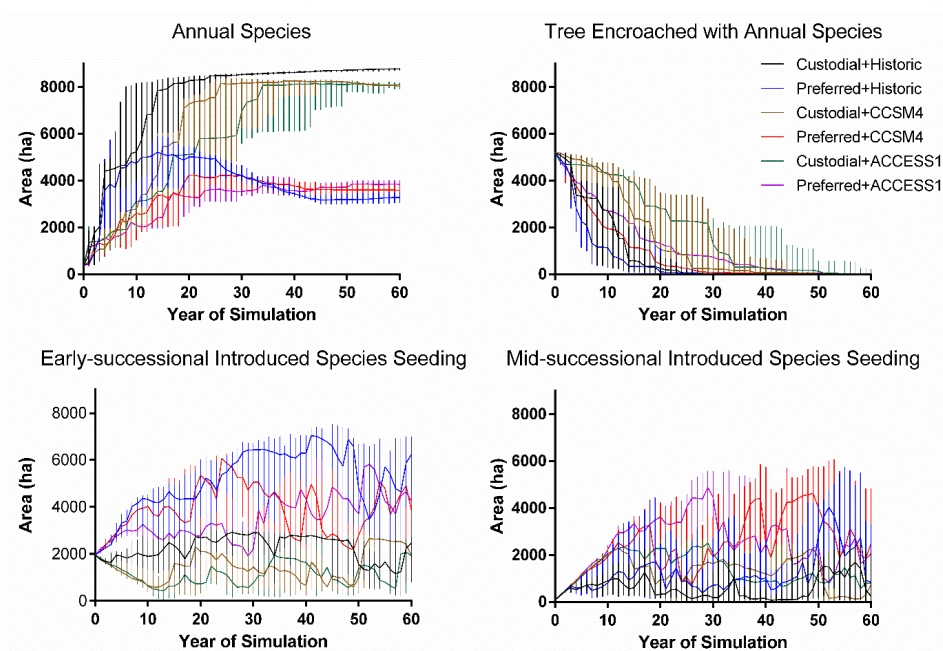 Annual Species
Area (ha)
8000
6000
4000
2000
0
0 10 20 30 40 50 60
Year of Simulation
Tree Encroached with Annual Species
Area (ha)
8000
6000
4000
2000
0
0 10 20 30 40 50 60
Year of Simulation
Custodial+Historic
Preferred+Historic
Custodial+CCSM4
Preferred+CCSM4
Custodial+ACCESS1
Preferred+ACCESS1
Early-successional Introduced Species Seeding
Area (ha)
8000
6000
4000
2000
0
0 10 20 30 40 50 60
Year of Simulation
Mid-successional Introduced Species Seeding
Area (ha)
8000
6000
4000
2000
0
0 10 20 30 40 50 60
Year of Simulation